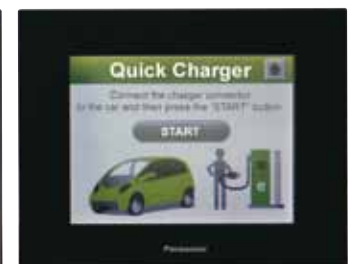 Quick Charger
Connect the charger connector
to the car and then press the "START" button
START
Panasonic